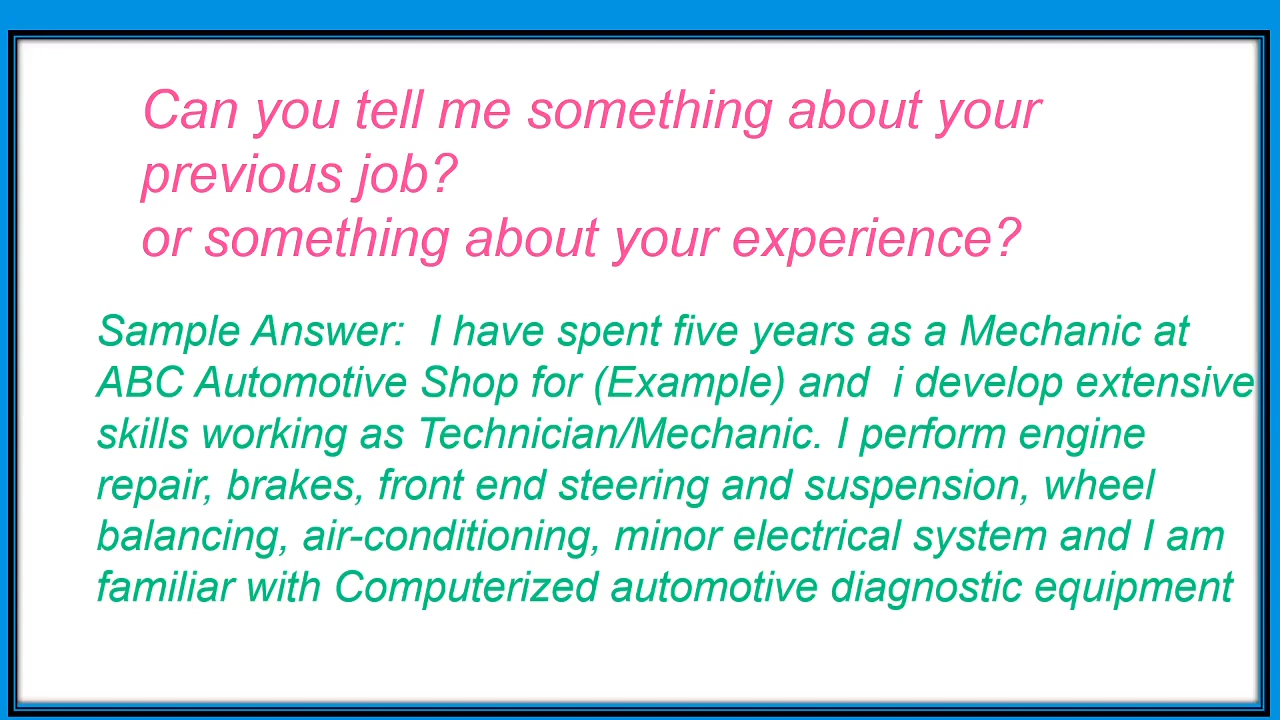 Can you tell me something about your
previous job?
or something about your experience?
Sample Answer:  I have spent five years as a Mechanic at
ABC Automotive Shop for (Example) and  i develop extensive
skills working as Technician/Mechanic. I perform engine
repair, brakes, front end steering and suspension, wheel
balancing, air-conditioning, minor electrical system and I am
familiar with Computerized automotive diagnostic equipment